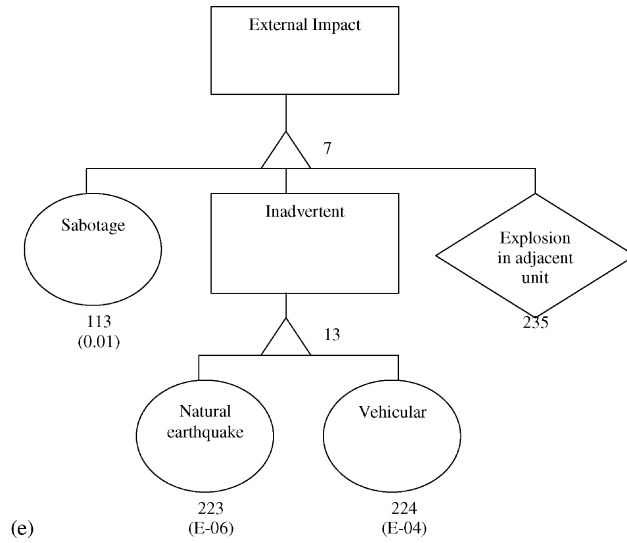 External Impact
7
Sabotage
Inadvertent
Explosion
in adjacent
unit
113
(0.01)
235
13
Natural
earthquake
Vehicular
223
(E-06)
224
(E-04)
(e)